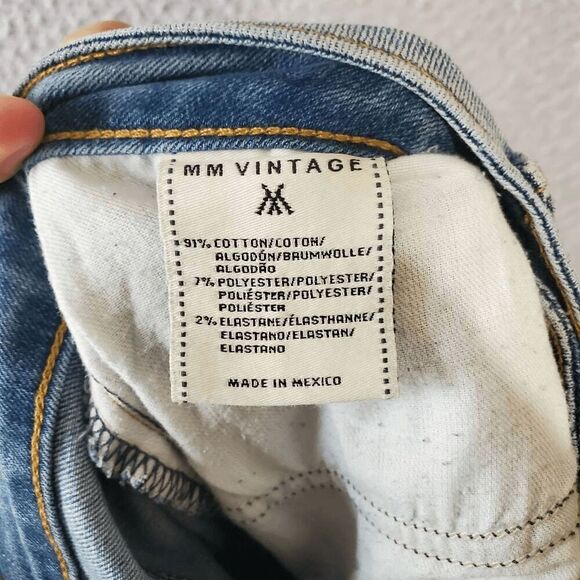 MM VINTAGE
91% COTTON/COTON/
ALGODÓN/BAUMWOLLE/
ALGODÃO
7% POLYESTER/POLYESTER/
POLIÉSTER/POLYESTER/
POLIÉSTER
2% ELASTANE/ÉLASTHANNE/
ELASTANO/ELASTAN/
ELASTANO
MADE IN MEXICO